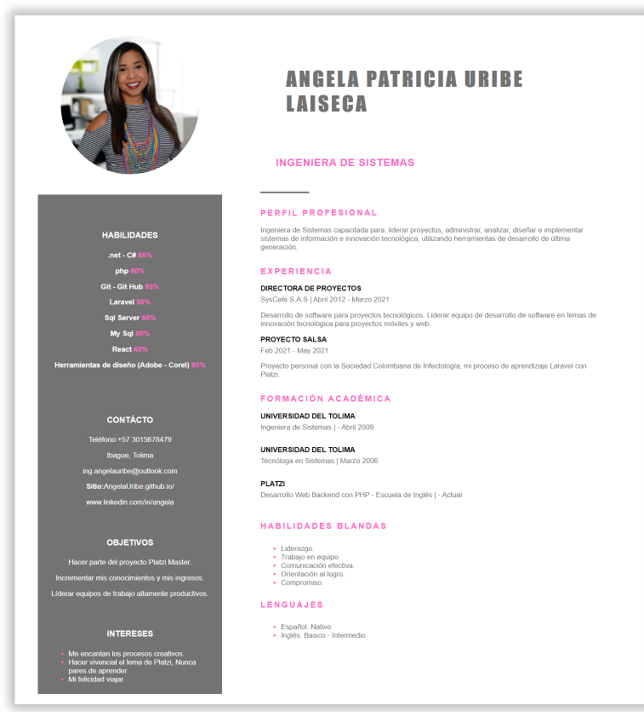 ANGELA PATRICIA URIBE
LAISECA
INGENIERA DE SISTEMAS
HABILIDADES
.net - C# 65%
php 60%
Git - Git Hub 85%
Laravel 60%
Sql Server 60%
My Sql 80%
React 40%
Herramientas de diseño (Adobe - Corel) 85%
CONTÁCTO
Teléfono:+57 3015678479
Ibague, Tolima
ing.angelauribe@outlook.com
Sitio:AngelaUribe.github.io/
www.linkedin.com/in/angela
OBJETIVOS
Hacer parte del proyecto Platzi Master.
Incrementar mis conocimientos y mis ingresos.
Líderar equipos de trabajo altamente productivos.
INTERESES
Me encantan los procesos creativos.
Hacer vivencial el lema de Platzi, Nunca
pares de aprender.
Mi felicidad viajar.
PERFIL PROFESIONAL
Ingeniera de Sistemas capacitada para: liderar proyectos, administrar, analizar, diseñar e implementar
sistemas de información e innovación tecnológica, utilizando herramientas de desarrollo de última
generación.
EXPERIENCIA
DIRECTORA DE PROYECTOS
SysCafé S.A.S | Abril 2012 - Marzo 2021
Desarrollo de software para proyectos tecnológicos. Liderar equipo de desarrollo de software en temas de
innovación tecnológica para proyectos móviles y web.
PROYECTO SALSA
Feb 2021 - May 2021
Proyecto personal con la Sociedad Colombiana de Infectología, mi proceso de aprendizaje Laravel con
Platzi.
FORMACIÓN ACADÉMICA
UNIVERSIDAD DEL TOLIMA
Ingeniera de Sistemas | - Abril 2009
UNIVERSIDAD DEL TOLIMA
Tecnóloga en Sistemas | Marzo 2006
PLATZI
Desarrollo Web Backend con PHP - Escuela de Inglés | - Actual
HABILIDADES BLANDAS
Liderazgo.
Trabajo en equipo.
Comunicación efectiva.
Orientación al logro.
Compromiso.
LENGUAJES
Español: Nativo
Inglés: Basico - Intermedio